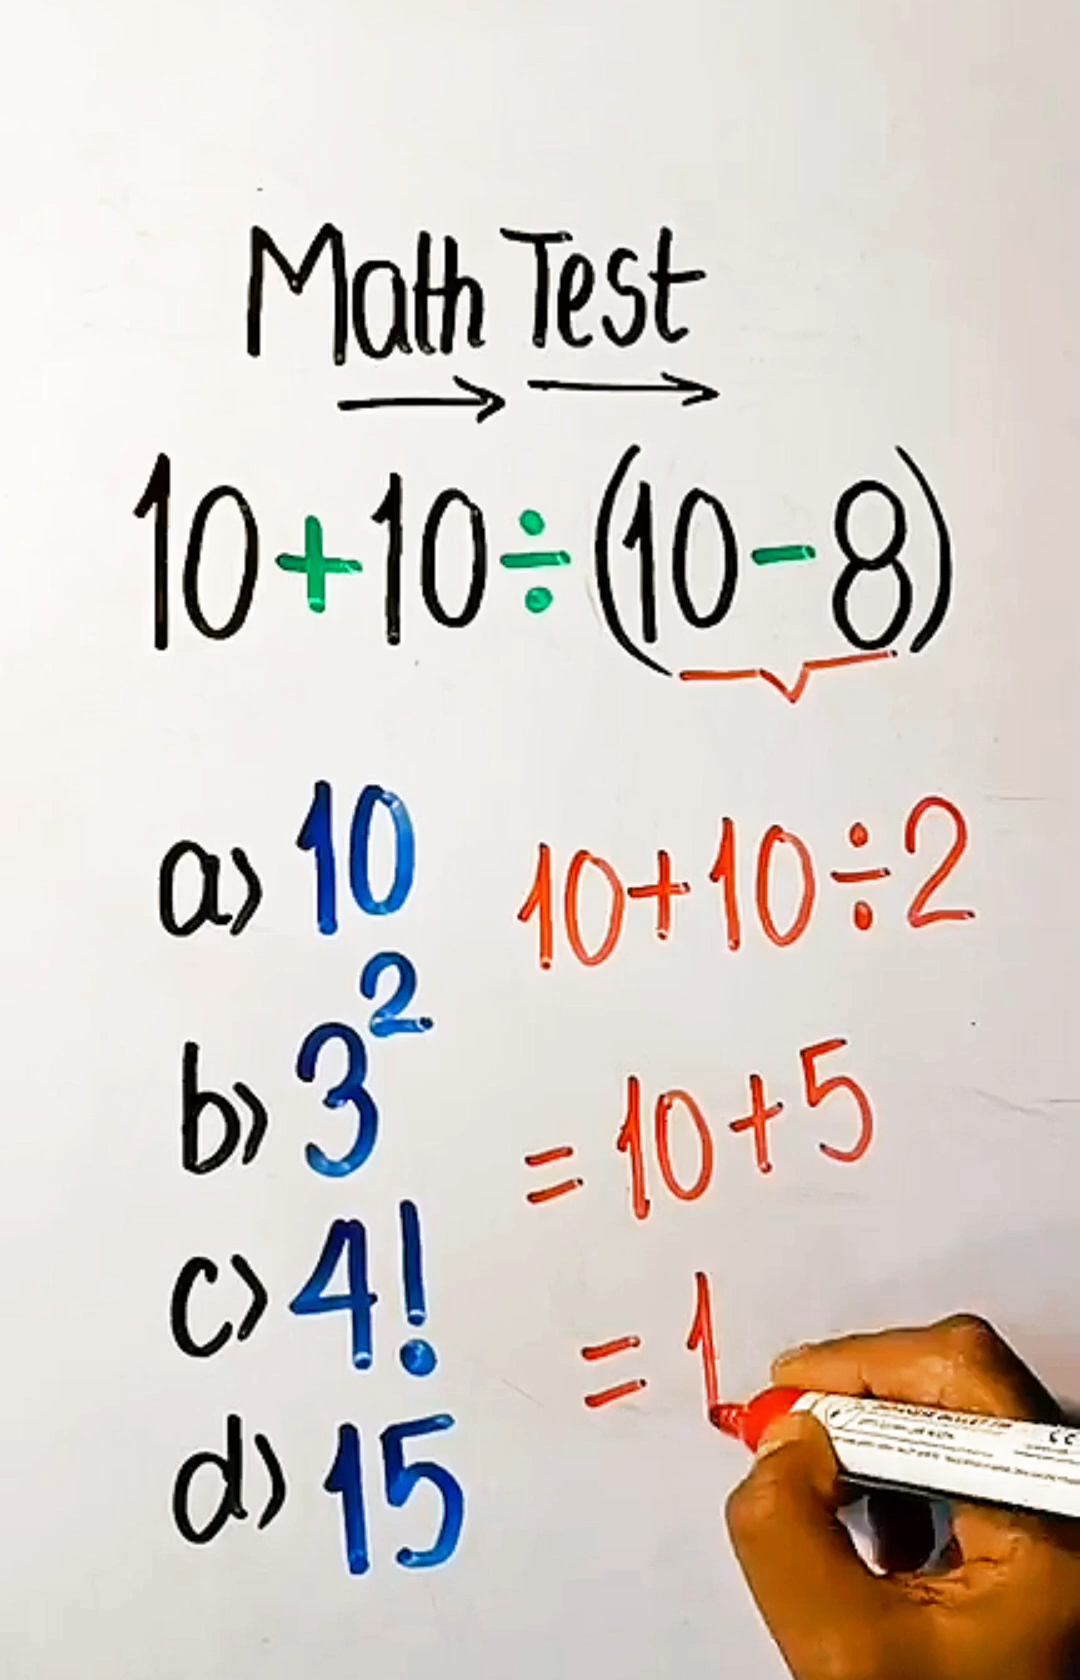 Math Test
10+10÷(10-8)
a) 10
10+10÷2
b) 3²
= 10+5
c) 4!
= 1
d) 15